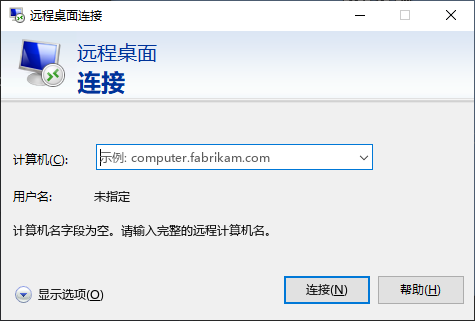 远程桌面连接
远程桌面
连接
计算机(C):
示例: computer.fabrikam.com
用户名:
未指定
计算机名字段为空。请输入完整的远程计算机名。
显示选项(O)
连接(N)
帮助(H)